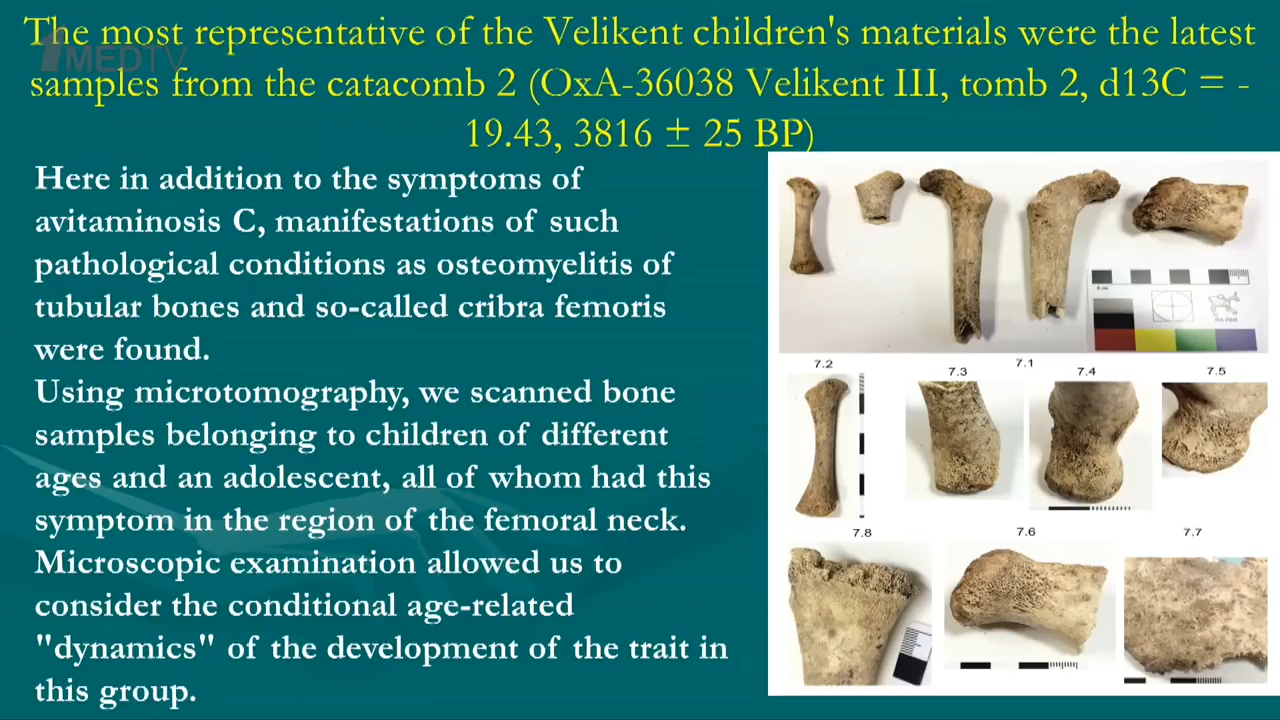 The most representative of the Velikent children's materials were the latest
samples from the catacomb 2 (OxA-36038 Velikent III, tomb 2, d13C = -
19.43, 3816 ± 25 BP)
1MEDTV
Here in addition to the symptoms of
avitaminosis C, manifestations of such
pathological conditions as osteomyelitis of
tubular bones and so-called cribra femoris
were found.
Using microtomography, we scanned bone
samples belonging to children of different
ages and an adolescent, all of whom had this
symptom in the region of the femoral neck.
Microscopic examination allowed us to
consider the conditional age-related
"dynamics" of the development of the trait in
this group.
7.2
7.3
7.1
7.4
7.5
7.8
7.6
7.7